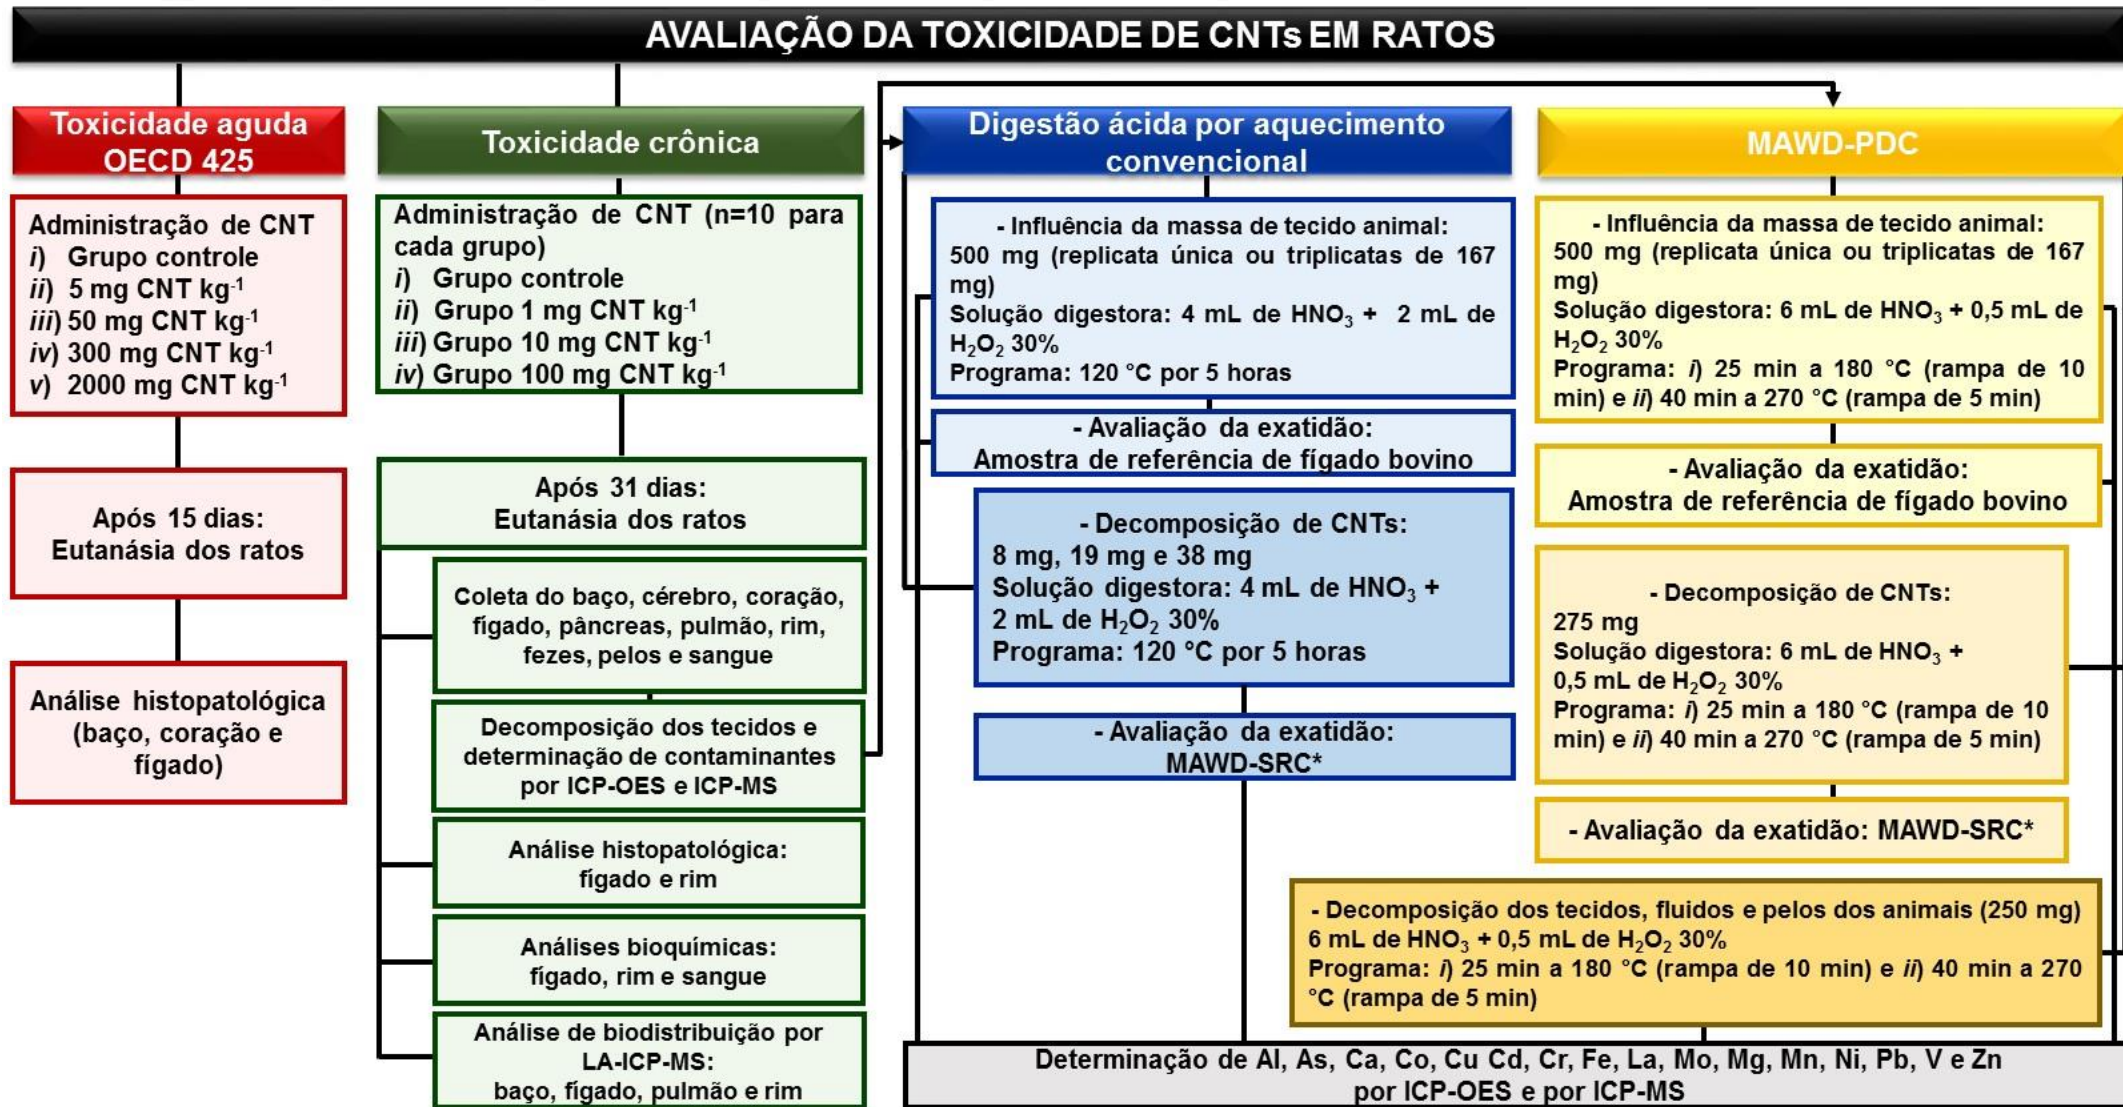 AVALIAÇÃO DA TOXICIDADE DE CNTs EM RATOS
Toxicidade aguda
OECD 425
Administração de CNT
i) Grupo controle
ii) 5 mg CNT kg⁻¹
iii) 50 mg CNT kg⁻¹
iv) 300 mg CNT kg⁻¹
v) 2000 mg CNT kg⁻¹
Após 15 dias:
Eutanásia dos ratos
Análise histopatológica
(baço, coração e
fígado)
Toxicidade crônica
Administração de CNT (n=10 para
cada grupo)
i) Grupo controle
ii) Grupo 1 mg CNT kg⁻¹
iii) Grupo 10 mg CNT kg⁻¹
iv) Grupo 100 mg CNT kg⁻¹
Após 31 dias:
Eutanásia dos ratos
Coleta do baço, cérebro, coração,
fígado, pâncreas, pulmão, rim,
fezes, pelos e sangue
Decomposição dos tecidos e
determinação de contaminantes
por ICP-OES e ICP-MS
Análise histopatológica:
fígado e rim
Análises bioquímicas:
fígado, rim e sangue
Análise de biodistribuição por
LA-ICP-MS:
baço, fígado, pulmão e rim
Digestão ácida por aquecimento
convencional
- Influência da massa de tecido animal:
500 mg (replicata única ou triplicatas de 167
mg)
Solução digestora: 4 mL de HNO₃ + 2 mL de
H₂O₂ 30%
Programa: 120 °C por 5 horas
- Avaliação da exatidão:
Amostra de referência de fígado bovino
- Decomposição de CNTs:
8 mg, 19 mg e 38 mg
Solução digestora: 4 mL de HNO₃ +
2 mL de H₂O₂ 30%
Programa: 120 °C por 5 horas
- Avaliação da exatidão:
MAWD-SRC*
MAWD-PDC
- Influência da massa de tecido animal:
500 mg (replicata única ou triplicatas de 167
mg)
Solução digestora: 6 mL de HNO₃ + 0,5 mL de
H₂O₂ 30%
Programa: i) 25 min a 180 °C (rampa de 10
min) e ii) 40 min a 270 °C (rampa de 5 min)
- Avaliação da exatidão:
Amostra de referência de fígado bovino
- Decomposição de CNTs:
275 mg
Solução digestora: 6 mL de HNO₃ +
0,5 mL de H₂O₂ 30%
Programa: i) 25 min a 180 °C (rampa de 10
min) e ii) 40 min a 270 °C (rampa de 5 min)
- Avaliação da exatidão: MAWD-SRC*
- Decomposição dos tecidos, fluidos e pelos dos animais (250 mg)
6 mL de HNO₃ + 0,5 mL de H₂O₂ 30%
Programa: i) 25 min a 180 °C (rampa de 10 min) e ii) 40 min a 270
°C (rampa de 5 min)
Determinação de Al, As, Ca, Co, Cu Cd, Cr, Fe, La, Mo, Mg, Mn, Ni, Pb, V e Zn
por ICP-OES e por ICP-MS